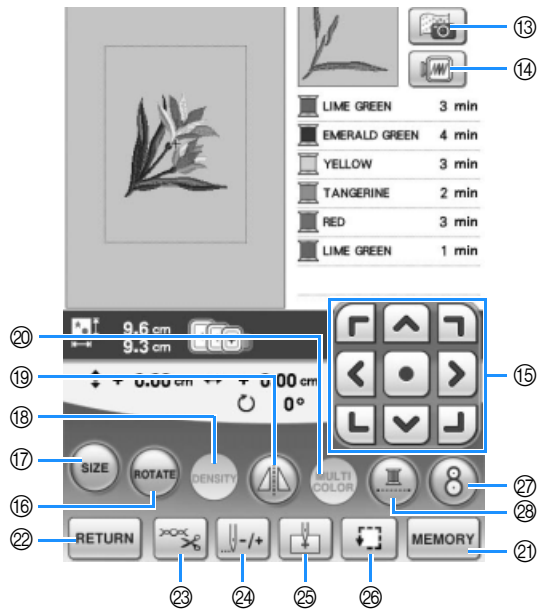 ⑬
⑭
LIME GREEN 3 min
EMERALD GREEN 4 min
YELLOW 3 min
TANGERINE 2 min
RED 3 min
LIME GREEN 1 min
⑳ 9.6 cm
9.3 cm
⑲ + 0.00 cm + 0.00 cm ⑮
⑱ 0°
⑰ SIZE ROTATE DENSITY MULTI COLOR 8 ㉗
⑯ ㉘
㉒ RETURN -/+ MEMORY ㉑
㉓ ㉔ ㉕ ㉖